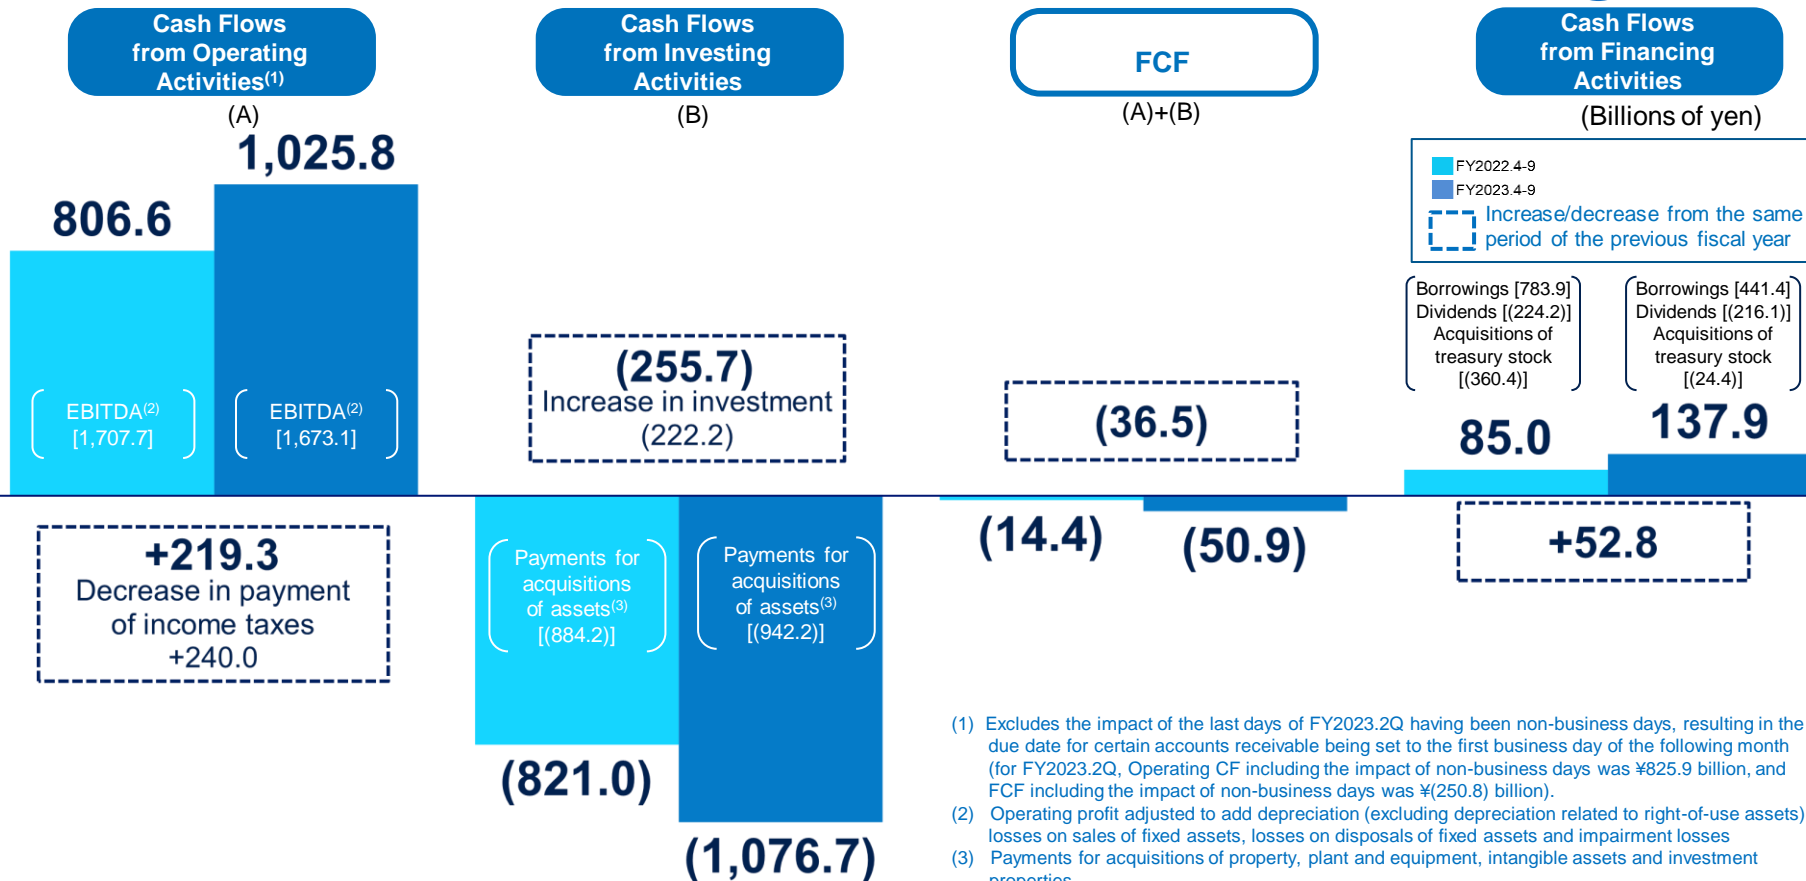 Cash Flows
from Operating
Activities(1)
(A)
1,025.8
806.6
EBITDA(2)
[1,707.7]
EBITDA(2)
[1,673.1]
+219.3
Decrease in payment
of income taxes
+240.0
Cash Flows
from Investing
Activities
(B)
(255.7)
Increase in investment
(222.2)
Payments for
acquisitions
of assets(3)
[(884.2)]
Payments for
acquisitions
of assets(3)
[(942.2)]
(821.0)
(1,076.7)
FCF
(A)+(B)
(36.5)
(14.4)
(50.9)
Cash Flows
from Financing
Activities
(Billions of yen)
FY2022.4-9
FY2023.4-9
Increase/decrease from the same
period of the previous fiscal year
Borrowings [783.9]
Dividends [(224.2)]
Acquisitions of
treasury stock
[(360.4)]
Borrowings [441.4]
Dividends [(216.1)]
Acquisitions of
treasury stock
[(24.4)]
85.0
137.9
+52.8
(1) Excludes the impact of the last days of FY2023.2Q having been non-business days, resulting in the
due date for certain accounts receivable being set to the first business day of the following month
(for FY2023.2Q, Operating CF including the impact of non-business days was ¥825.9 billion, and
FCF including the impact of non-business days was ¥(250.8) billion).
(2) Operating profit adjusted to add depreciation (excluding depreciation related to right-of-use assets)
losses on sales of fixed assets, losses on disposals of fixed assets and impairment losses
(3) Payments for acquisitions of property, plant and equipment, intangible assets and investment
properties